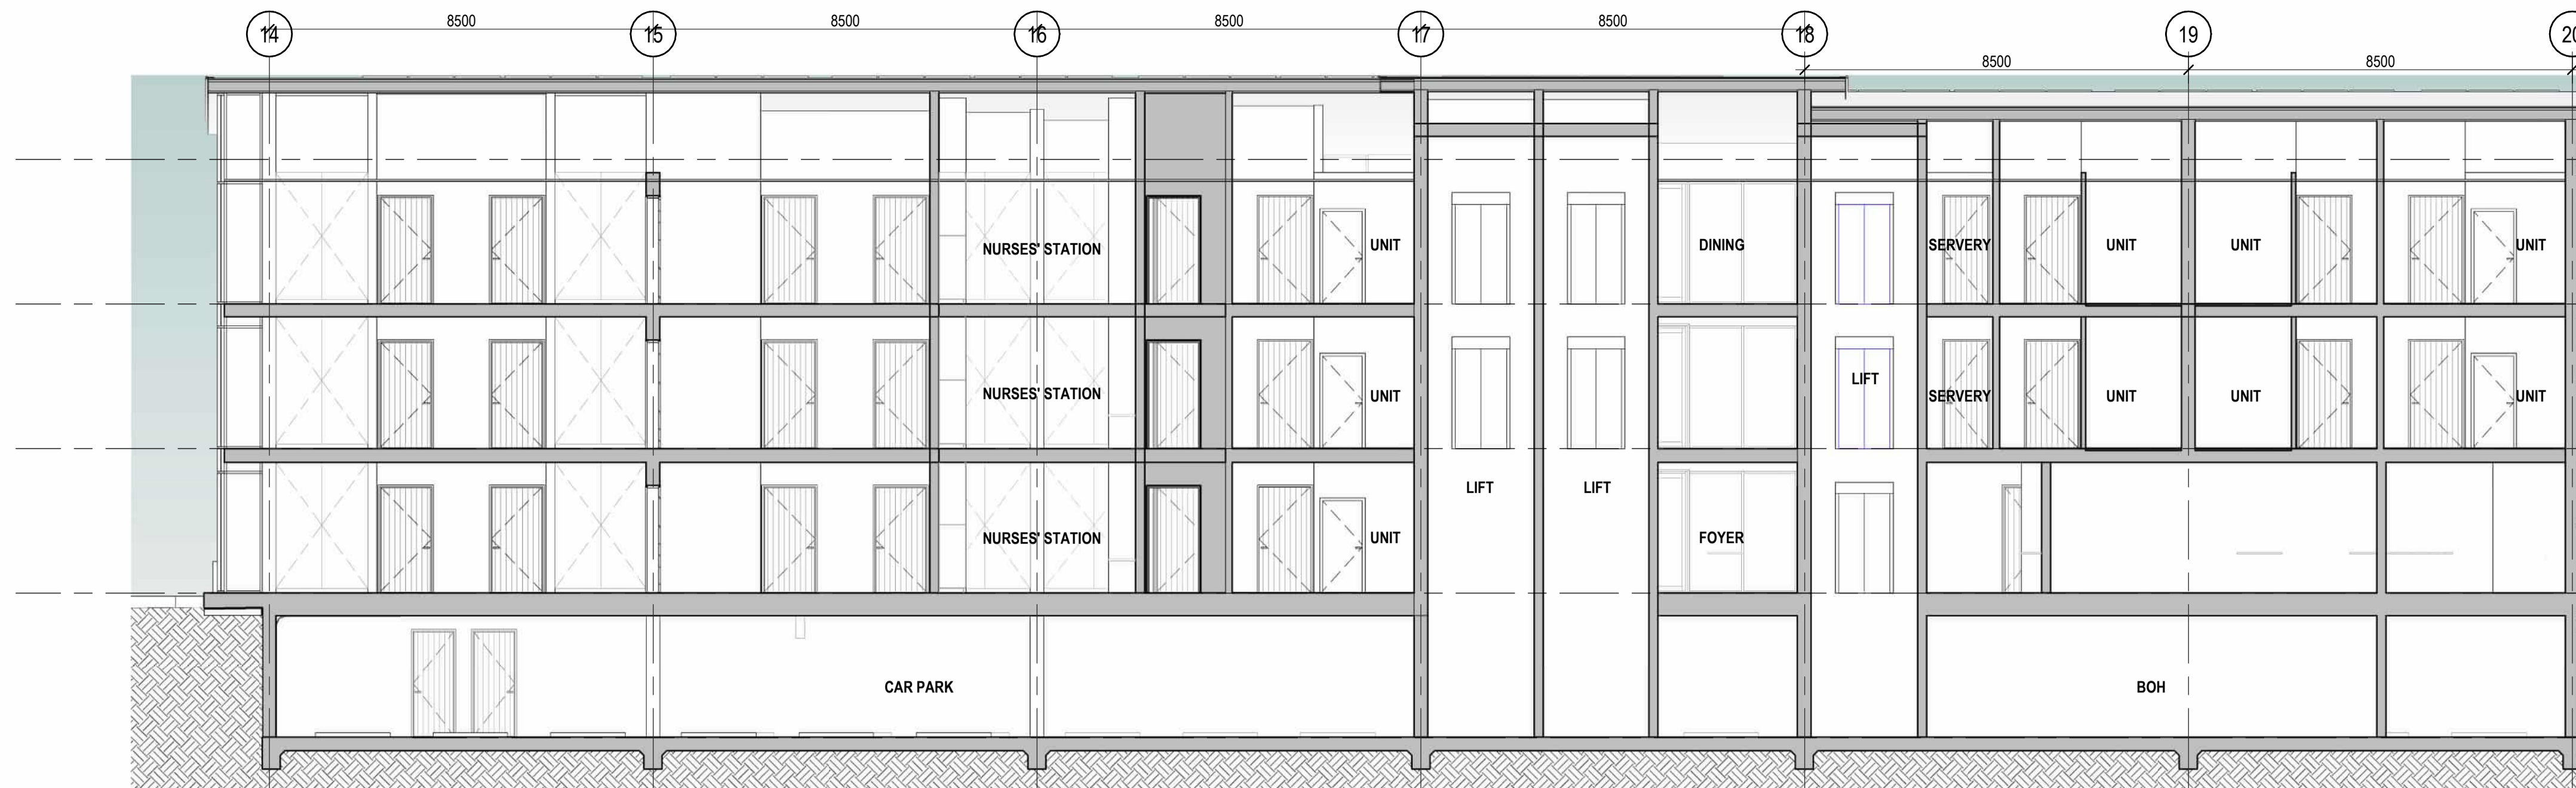 8500 8500 8500 8500
14 15 16 17 18 19 20
8500 8500
NURSES' STATION UNIT DINING SERVERY UNIT UNIT UNIT
LIFT
NURSES' STATION UNIT SERVERY UNIT UNIT UNIT
LIFT LIFT
NURSES' STATION UNIT FOYER
CAR PARK BOH